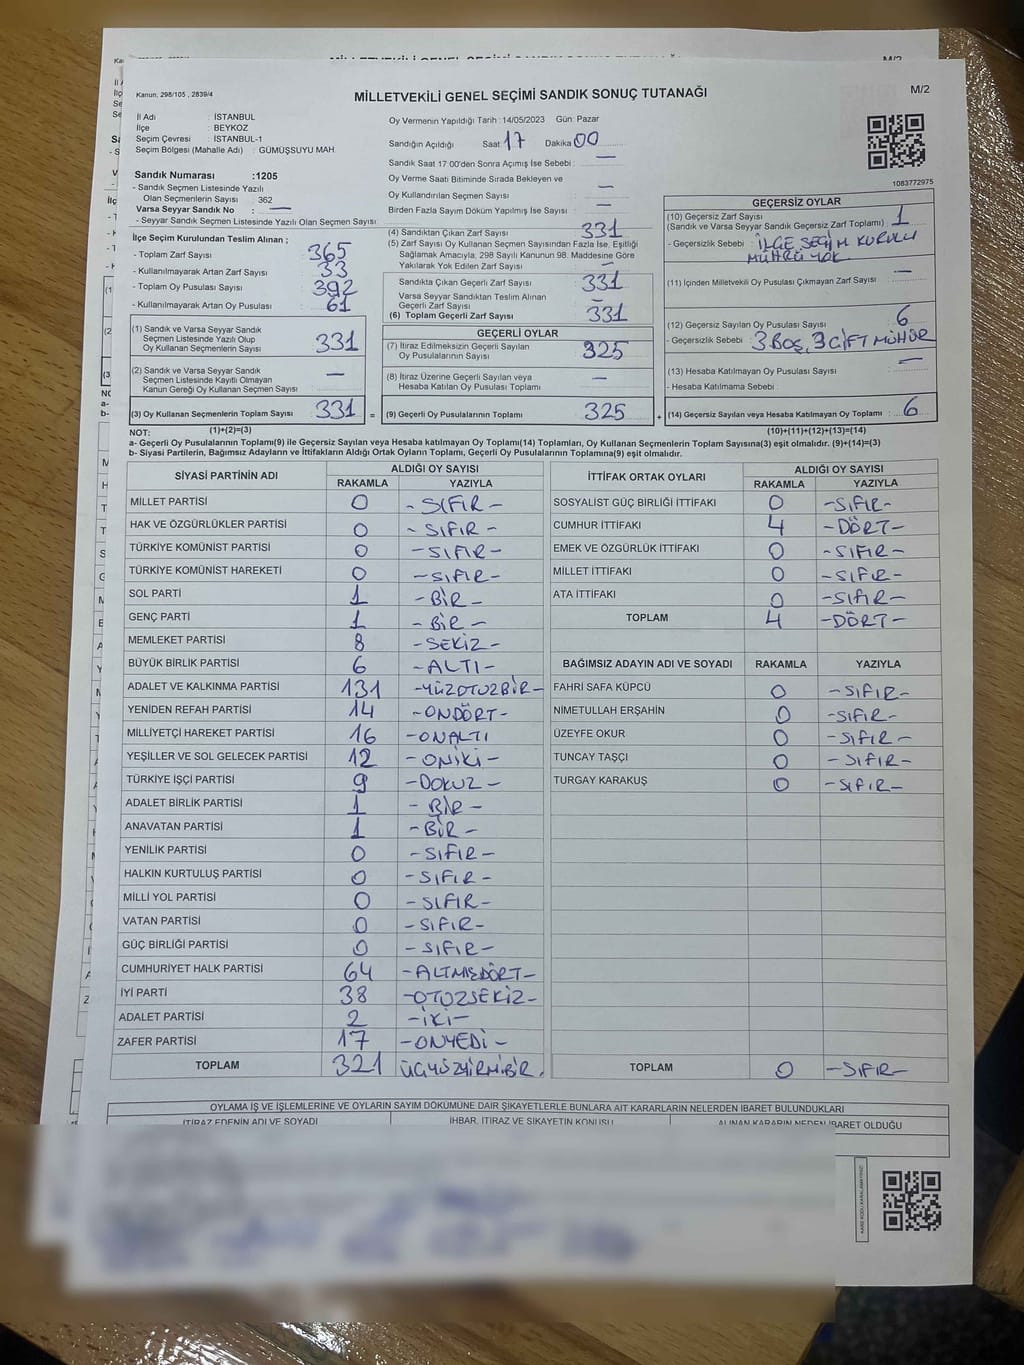 Kanun; 298/105 , 2839/4
MİLLETVEKİLİ GENEL SEÇİMİ SANDIK SONUÇ TUTANAĞI
M/2
İl Adı : İSTANBUL
İlçe : BEYKOZ
Seçim Çevresi : İSTANBUL-1
Seçim Bölgesi (Mahalle Adı) : GÜMÜŞSUYU MAH.
Sandık Numarası :1205
- Sandık Seçmen Listesinde Yazılı
Olan Seçmenlerin Sayısı : 362
Varsa Seyyar Sandık No : —
- Seyyar Sandık Seçmen Listesinde Yazılı Olan Seçmen Sayısı:
Oy Vermenin Yapıldığı Tarih : 14/05/2023 Gün: Pazar
Sandığın Açıldığı Saat: 17 Dakika: 00
Sandık Saat 17 00'den Sonra Açımış İse Sebebi : —
Oy Verme Saati Bitiminde Sırada Bekleyen ve
Oy Kullandırılan Seçmen Sayısı —
Birden Fazla Sayım Döküm Yapılmış İse Sayısı : —
1083772975
İlçe Seçim Kurulundan Teslim Alınan ;
- Toplam Zarf Sayısı : 365
- Kullanılmayarak Artan Zarf Sayısı : 33
- Toplam Oy Pusulası Sayısı : 392
- Kullanılmayarak Artan Oy Pusulası : 61
(1) Sandık ve Varsa Seyyar Sandık
Seçmen Listesinde Yazılı Olup
Oy Kullanan Seçmenlerin Sayısı : 331
(2) Sandık ve Varsa Seyyar Sandık
Seçmen Listesinde Kayıtlı Olmayan
Kanun Gereği Oy Kullanan Seçmen Sayısı : —
(3) Oy Kullanan Seçmenlerin Toplam Sayısı : 331
(4) Sandıktan Çıkan Zarf Sayısı : 331
(5) Zarf Sayısı Oy Kullanan Seçmen Sayısından Fazla İse, Eşitliği
Sağlamak Amacıyla, 298 Sayılı Kanunun 98. Maddesine Göre
Yakılarak Yok Edilen Zarf Sayısı : —
Sandıkta Çıkan Geçerli Zarf Sayısı : 331
Varsa Seyyar Sandıktan Teslim Alınan
Geçerli Zarf Sayısı : —
(6) Toplam Geçerli Zarf Sayısı : 331
GEÇERLİ OYLAR
(7) İtiraz Edilmeksizin Geçerli Sayılan
Oy Pusulalarının Sayısı : 325
(8) İtiraz Üzerine Geçerli Sayılan veya
Hesaba Katılan Oy Pusulası Toplamı : —
= (9) Geçerli Oy Pusulalarının Toplamı : 325
GEÇERSİZ OYLAR
(10) Geçersiz Zarf Sayısı
(Sandık ve Varsa Seyyar Sandık Geçersiz Zarf Toplamı) : 1
- Geçersizlik Sebebi : İLÇE SEÇİM KURULU
MÜHRÜ YOK
(11) İçinden Milletvekili Oy Pusulası Çıkmayan Zarf Sayısı : —
(12) Geçersiz Sayılan Oy Pusulası Sayısı : 6
- Geçersizlik Sebebi : 3 BOŞ, 3 ÇİFT MÜHÜR
(13) Hesaba Katılmayan Oy Pusulası Sayısı : —
- Hesaba Katılmama Sebebi :
+ (14) Geçersiz Sayılan veya Hesaba Katılmayan Oy Toplamı : 6
NOT: (1)+(2)=(3) (10)+(11)+(12)+(13)=(14)
a- Geçerli Oy Pusulalarının Toplamı(9) ile Geçersiz Sayılan veya Hesaba katılmayan Oy Toplamı(14) Toplamları, Oy Kullanan Seçmenlerin Toplam Sayısına(3) eşit olmalıdır. (9)+(14)=(3)
b- Siyasi Partilerin, Bağımsız Adayların ve İttifakların Aldığı Ortak Oyların Toplamı, Geçerli Oy Pusulalarının Toplamına(9) eşit olmalıdır.
SİYASİ PARTİNİN ADI ALDIĞI OY SAYISI
RAKAMLA YAZIYLA
MİLLET PARTİSİ 0 - SIFIR -
HAK VE ÖZGÜRLÜKLER PARTİSİ 0 - SIFIR -
TÜRKİYE KOMÜNİST PARTİSİ 0 - SIFIR -
TÜRKİYE KOMÜNİST HAREKETİ 0 - SIFIR -
SOL PARTİ 1 - BİR -
GENÇ PARTİ 1 - BİR -
MEMLEKET PARTİSİ 8 - SEKİZ -
BÜYÜK BİRLİK PARTİSİ 6 - ALTI -
ADALET VE KALKINMA PARTİSİ 131 - YÜZOTUZBİR -
YENİDEN REFAH PARTİSİ 14 - ONDÖRT -
MİLLİYETÇİ HAREKET PARTİSİ 16 - ONALTI
YEŞİLLER VE SOL GELECEK PARTİSİ 12 - ONİKİ -
TÜRKİYE İŞÇİ PARTİSİ 9 - DOKUZ -
ADALET BİRLİK PARTİSİ 1 - BİR -
ANAVATAN PARTİSİ 1 - BİR -
YENİLİK PARTİSİ 0 - SIFIR -
HALKIN KURTULUŞ PARTİSİ 0 - SIFIR -
MİLLİ YOL PARTİSİ 0 - SIFIR -
VATAN PARTİSİ 0 - SIFIR -
GÜÇ BİRLİĞİ PARTİSİ 0 - SIFIR -
CUMHURİYET HALK PARTİSİ 64 - ALTMIŞDÖRT -
İYİ PARTİ 38 - OTUZSEKİZ -
ADALET PARTİSİ 2 - İKİ -
ZAFER PARTİSİ 17 - ONYEDİ -
TOPLAM 321 ÜÇYÜZYİRMİBİR.
İTTİFAK ORTAK OYLARI ALDIĞI OY SAYISI
RAKAMLA YAZIYLA
SOSYALİST GÜÇ BİRLİĞİ İTTİFAKI 0 - SIFIR -
CUMHUR İTTİFAKI 4 - DÖRT -
EMEK VE ÖZGÜRLÜK İTTİFAKI 0 - SIFIR -
MİLLET İTTİFAKI 0 - SIFIR -
ATA İTTİFAKI 0 - SIFIR -
TOPLAM 4 - DÖRT -
BAĞIMSIZ ADAYIN ADI VE SOYADI RAKAMLA YAZIYLA
FAHRİ SAFA KÜPCÜ 0 - SIFIR -
NİMETULLAH ERŞAHİN 0 - SIFIR -
ÜZEYFE OKUR 0 - SIFIR -
TUNCAY TAŞÇI 0 - SIFIR -
TURGAY KARAKUŞ 0 - SIFIR -
TOPLAM 0 - SIFIR -
OYLAMA İŞ VE İŞLEMLERİNE VE OYLARIN SAYIM DÖKÜMÜNE DAİR ŞİKAYETLERLE BUNLARA AİT KARARLARIN NELERDEN İBARET BULUNDUKLARI
İTİRAZ EDENİN ADI VE SOYADI İHBAR, İTİRAZ VE ŞİKAYETİN KONUSU ALINAN KARARIN NEDEN İBARET OLDUĞU